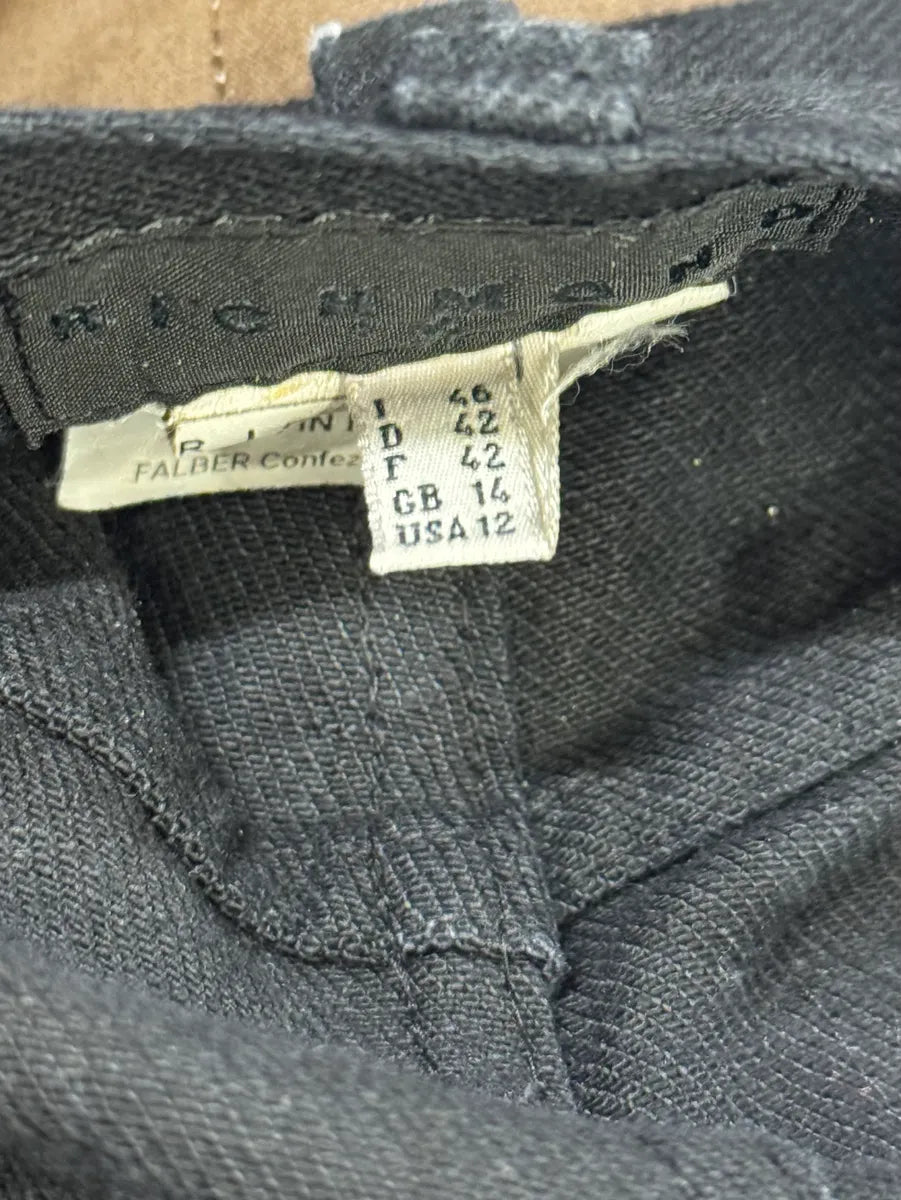 RICHMOND
I 46
D 42
F 42
GB 14
USA 12
FALBER Confez